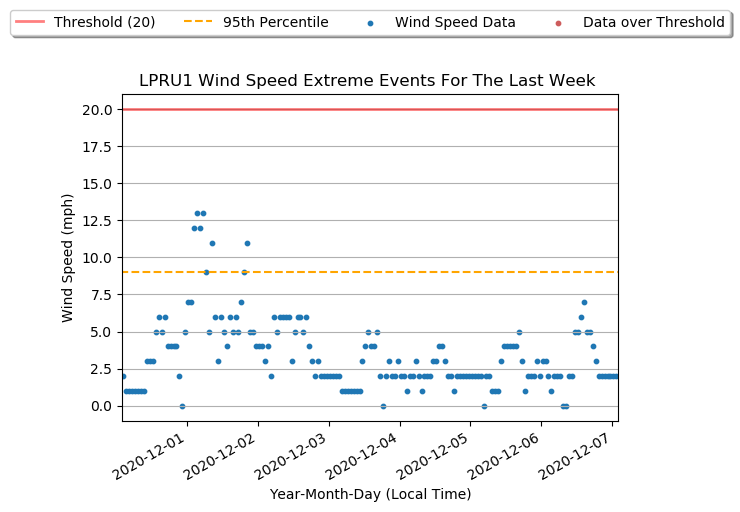 Threshold (20) 95th Percentile Wind Speed Data Data over Threshold
LPRU1 Wind Speed Extreme Events For The Last Week
20.0
17.5
15.0
12.5
10.0
7.5
5.0
2.5
0.0
Wind Speed (mph)
2020-12-01 2020-12-02 2020-12-03 2020-12-04 2020-12-05 2020-12-06 2020-12-07
Year-Month-Day (Local Time)